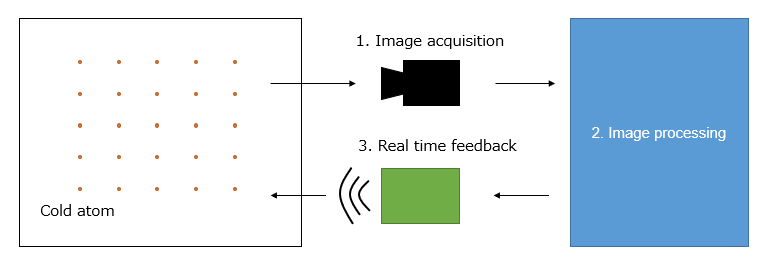 1. Image acquisition
2. Image processing
3. Real time feedback
Cold atom